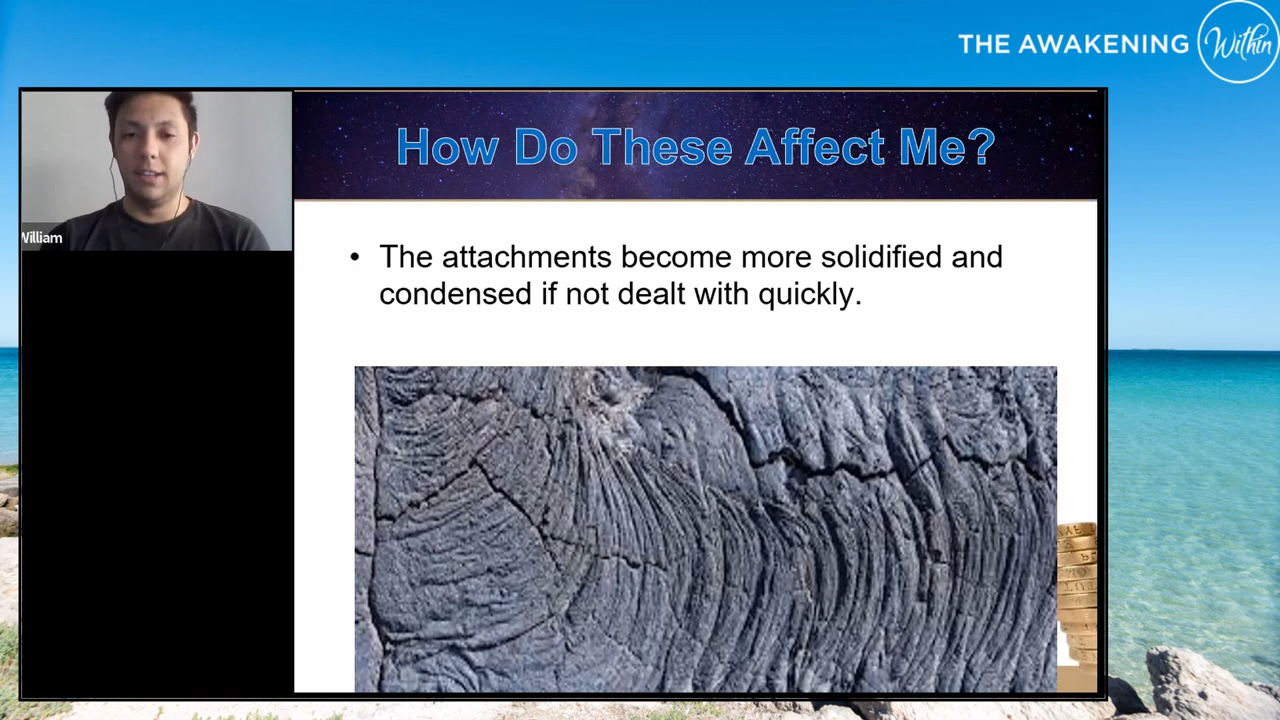 THE AWAKENING Within
How Do These Affect Me?
William
• The attachments become more solidified and
condensed if not dealt with quickly.